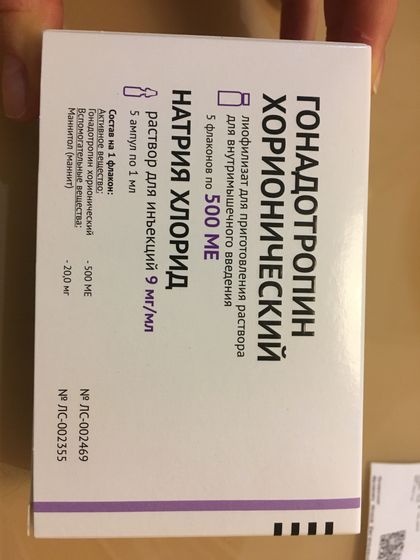 ГОНАДОТРОПИН
ХОРИОНИЧЕСКИЙ
лиофилизат для приготовления раствора
для внутримышечного введения
5 флаконов по 500 МЕ
НАТРИЯ ХЛОРИД
раствор для инъекций 9 мг/мл
5 ампул по 1 мл
Состав на 1 флакон:
Активное вещество:
Гонадотропин хорионический - 500 МЕ
Вспомогательные вещества:
Маннитол (маннит) - 20,0 мг
№ ЛС-002469
№ ЛС-002355